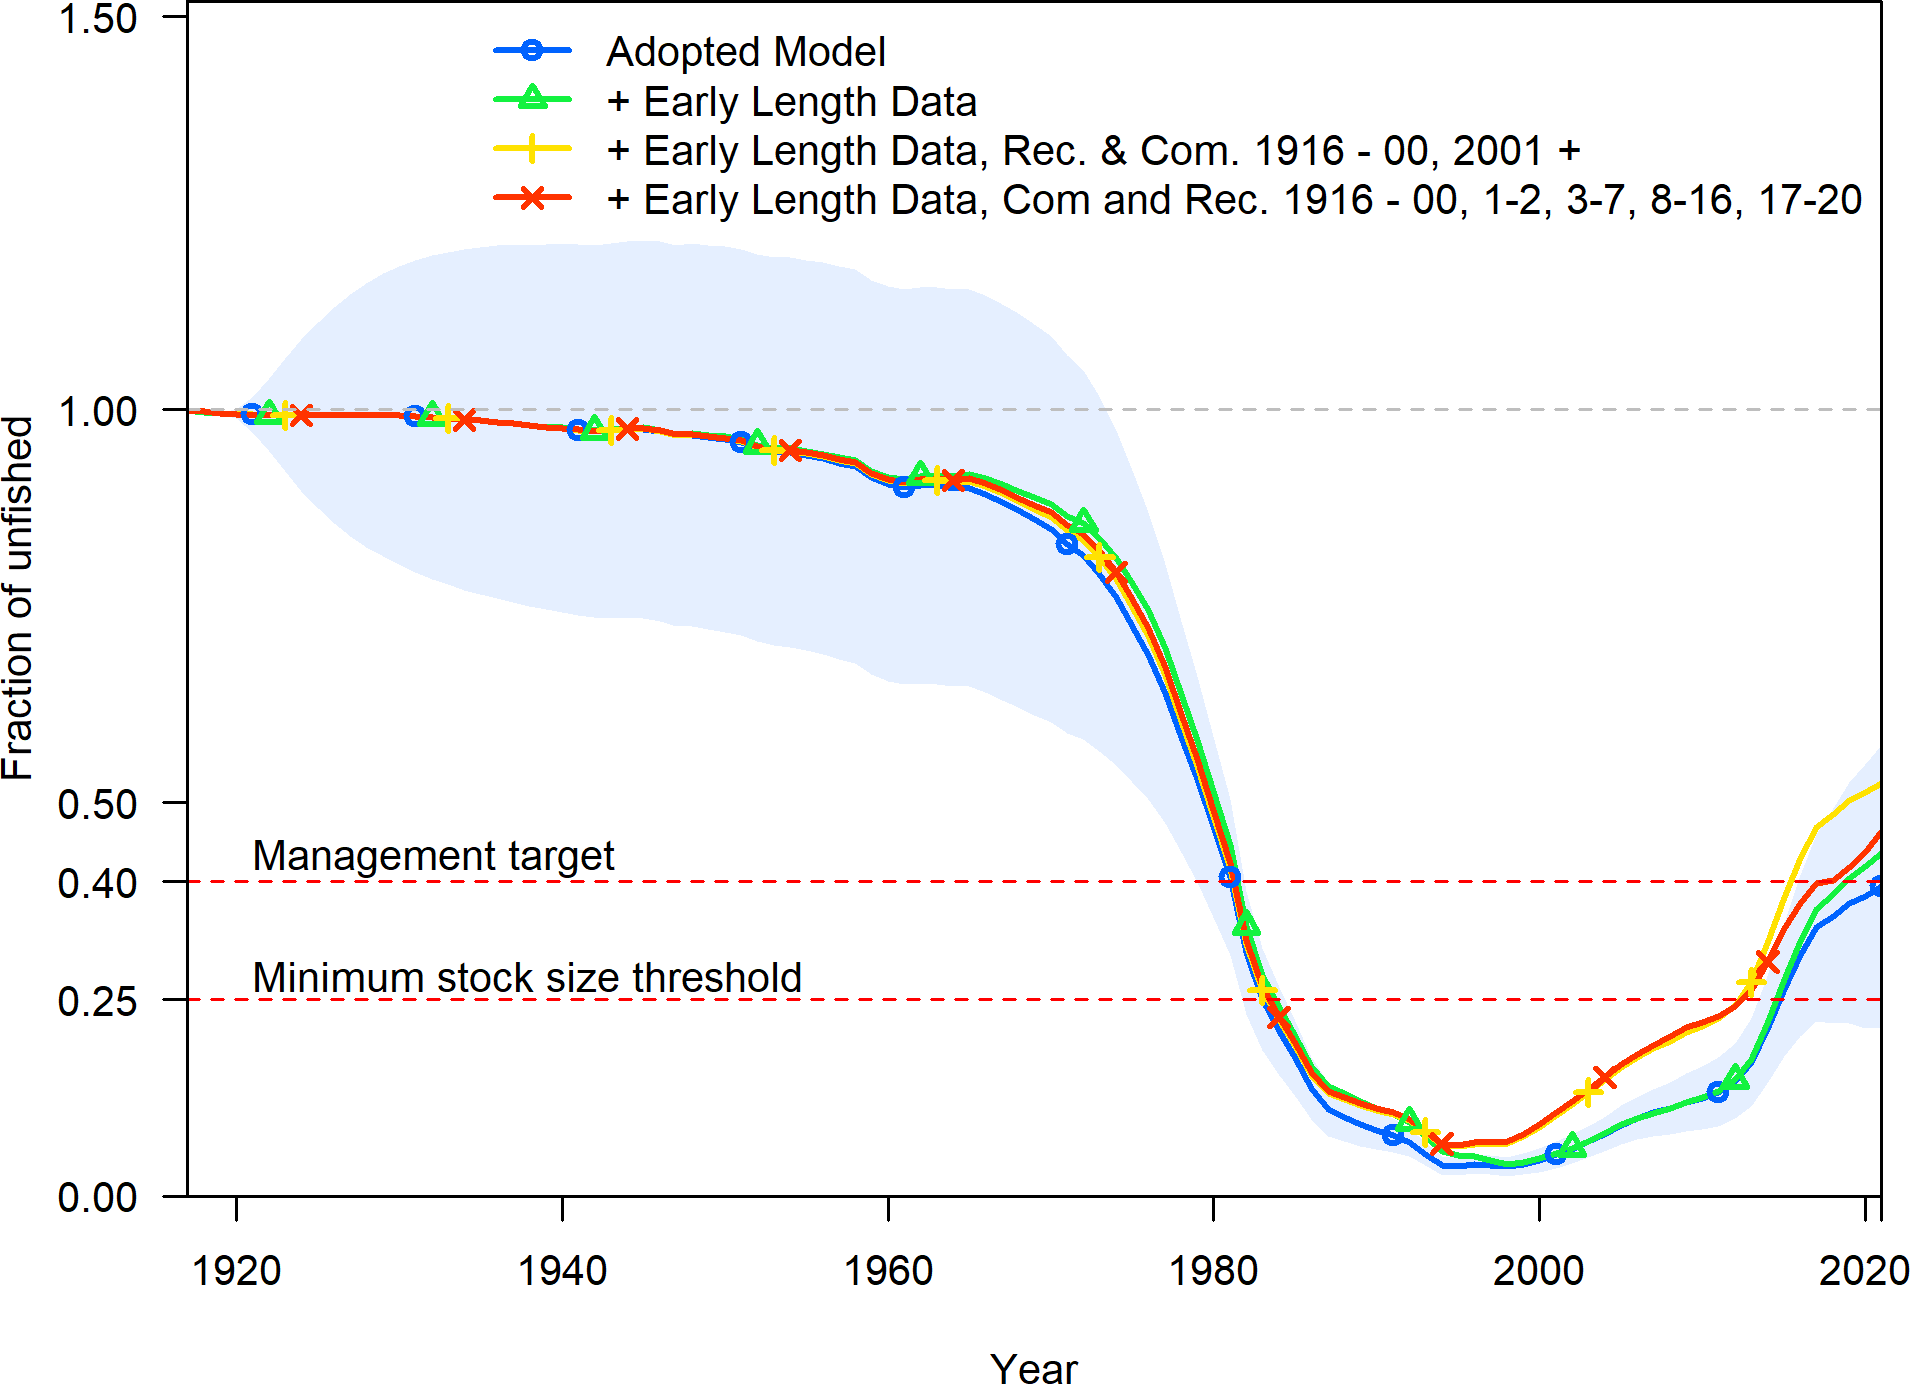 1.50
Adopted Model
+ Early Length Data
+ Early Length Data, Rec. & Com. 1916 - 00, 2001 +
+ Early Length Data, Com and Rec. 1916 - 00, 1-2, 3-7, 8-16, 17-20
1.00
Fraction of unfished
0.50
Management target
0.40
Minimum stock size threshold
0.25
0.00
1920 1940 1960 1980 2000 2020
Year